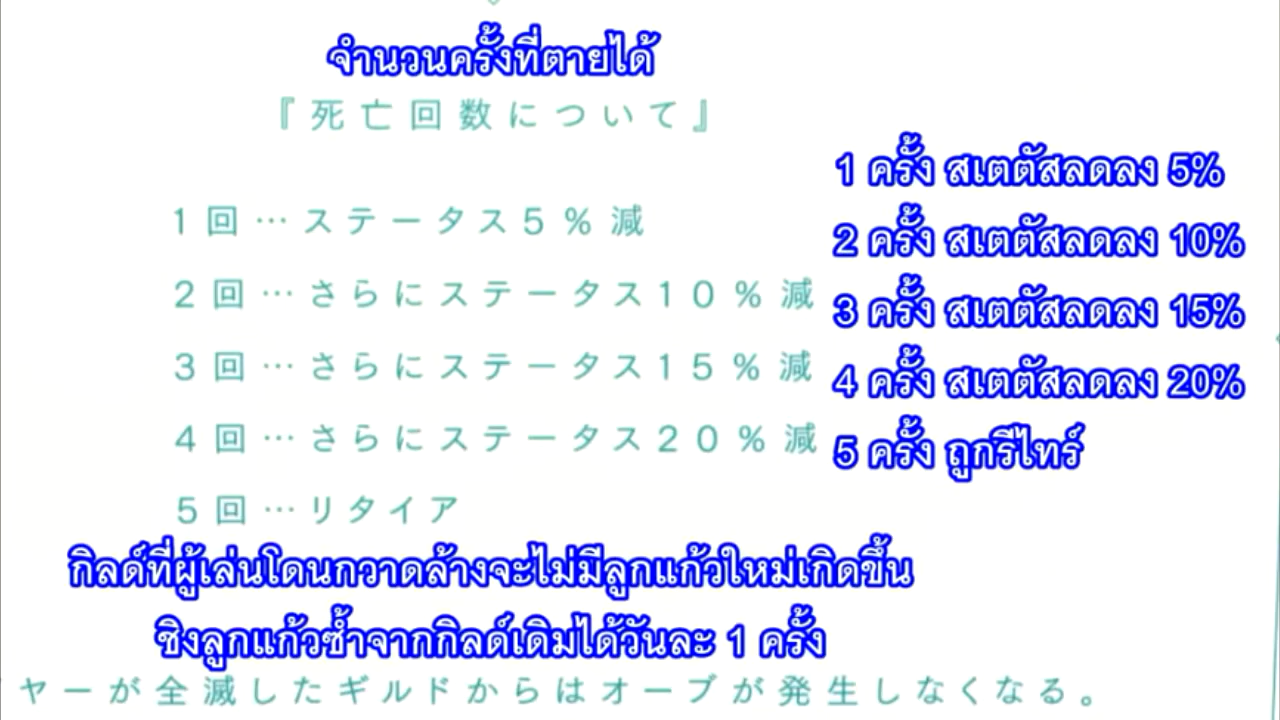 จำนวนครั้งที่ตายได้
『死亡回数について』
1 ครั้ง สเตตัสลดลง 5%
1回…ステータス5%減
2 ครั้ง สเตตัสลดลง 10%
2回…さらにステータス10%減
3 ครั้ง สเตตัสลดลง 15%
3回…さらにステータス15%減
4 ครั้ง สเตตัสลดลง 20%
4回…さらにステータス20%減
5 ครั้ง ถูกรีไทร์
5回…リタイア
กิลด์ที่ผู้เล่นโดนกวาดล้างจะไม่มีลูกแก้วใหม่เกิดขึ้น
ชิงลูกแก้วซ้ำจากกิลด์เดิมได้วันละ 1 ครั้ง
ヤーが全滅したギルドからはオーブが発生しなくなる。